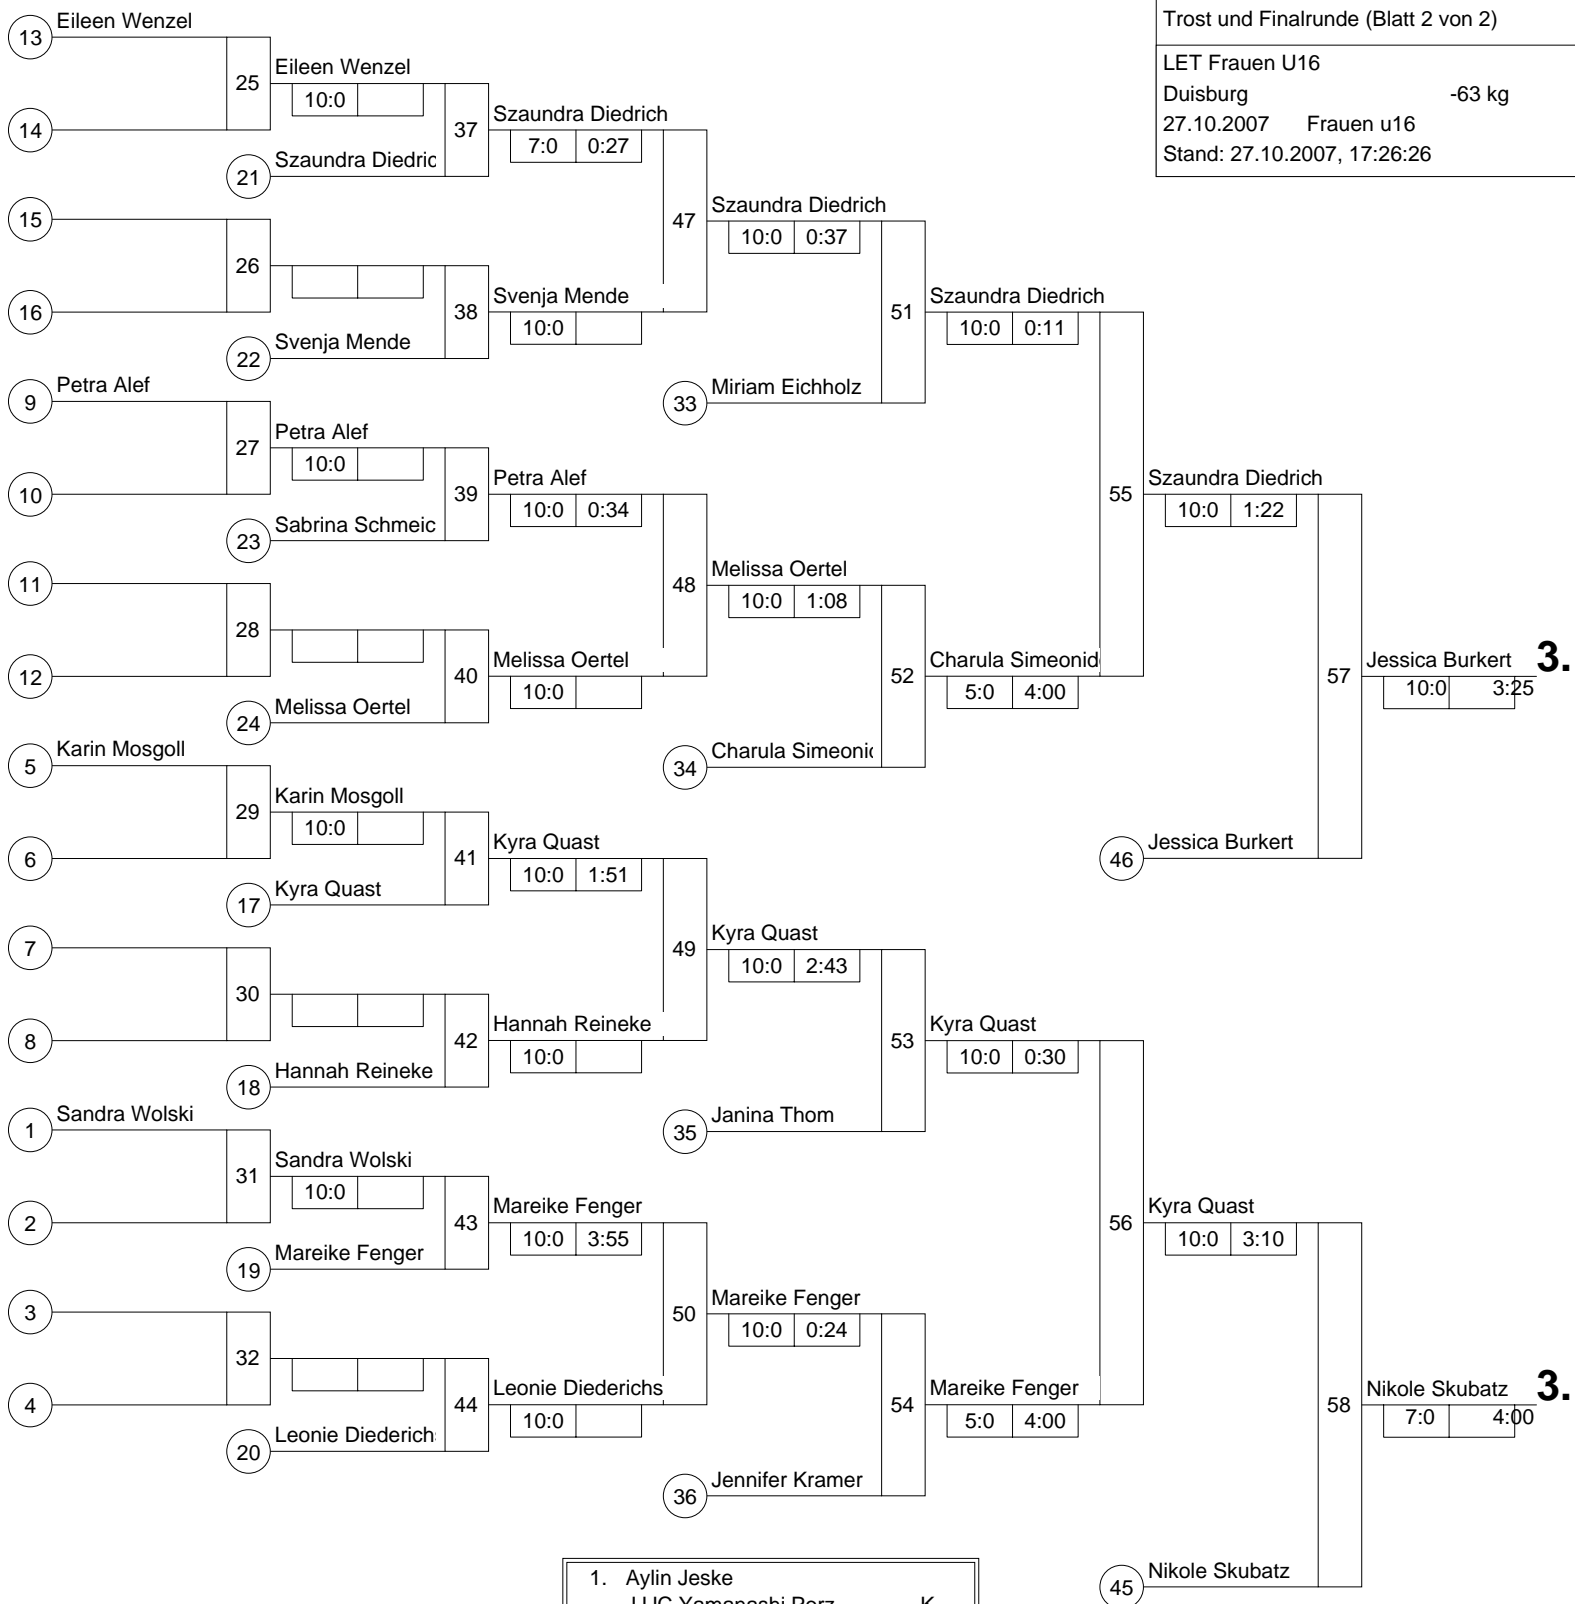 Trost und Finalrunde (Blatt 2 von 2)
LET Frauen U16
Duisburg -63 kg
27.10.2007 Frauen u16
Stand: 27.10.2007, 17:26:26
13 Eileen Wenzel
25
14
Eileen Wenzel
10:0
37
21 Szaundra Diedric
Szaundra Diedrich
7:0 0:27
15
26
16
38
22 Svenja Mende
Svenja Mende
10:0
47
Szaundra Diedrich
10:0 0:37
51
33 Miriam Eichholz
Szaundra Diedrich
10:0 0:11
9 Petra Alef
27
10
Petra Alef
10:0
39
23 Sabrina Schmeic
Petra Alef
10:0 0:34
11
28
12
40
24 Melissa Oertel
Melissa Oertel
10:0
48
Melissa Oertel
10:0 1:08
52
34 Charula Simeonid
Charula Simeonid
5:0 4:00
55
Szaundra Diedrich
10:0 1:22
57
46 Jessica Burkert
Jessica Burkert 3.
10:0 3:25
5 Karin Mosgoll
29
6
Karin Mosgoll
10:0
41
17 Kyra Quast
Kyra Quast
10:0 1:51
7
30
8
42
18 Hannah Reineke
Hannah Reineke
10:0
49
Kyra Quast
10:0 2:43
53
35 Janina Thom
Kyra Quast
10:0 0:30
1 Sandra Wolski
31
2
Sandra Wolski
10:0
43
19 Mareike Fenger
Mareike Fenger
10:0 3:55
3
32
4
44
20 Leonie Diederichs
Leonie Diederichs
10:0
50
Mareike Fenger
10:0 0:24
54
36 Jennifer Kramer
Mareike Fenger
5:0 4:00
56
Kyra Quast
10:0 3:10
58
45 Nikole Skubatz
Nikole Skubatz 3.
7:0 4:00
1. Aylin Jeske
JJJC Yamanashi Porz K